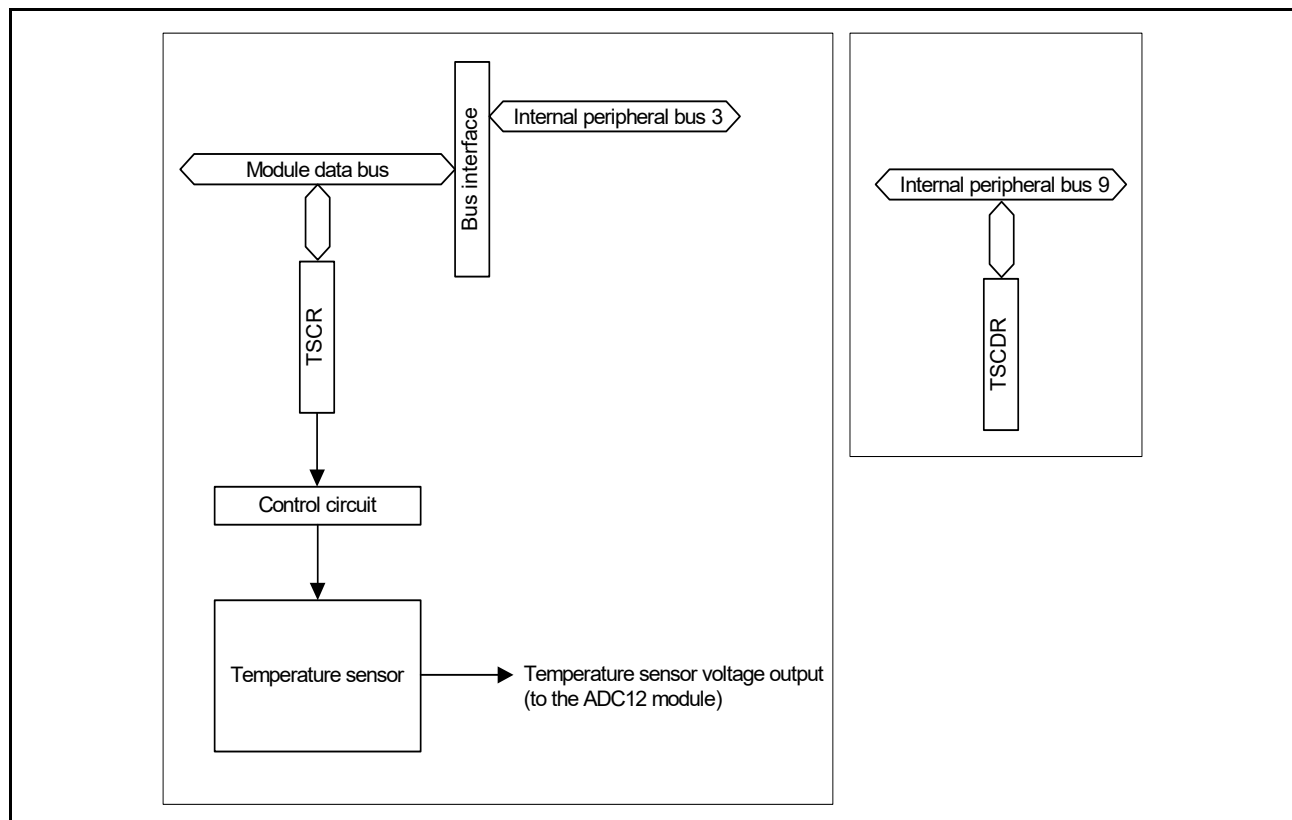 Internal peripheral bus 3
Module data bus
Bus interface
TSCR
Control circuit
Temperature sensor
Temperature sensor voltage output
(to the ADC12 module)
Internal peripheral bus 9
TSCDR